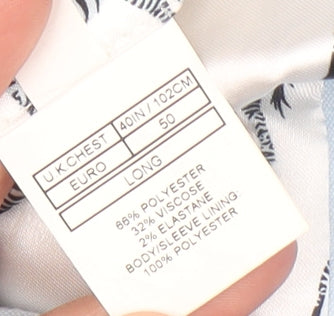 U.K.CHEST 40IN / 102CM
EURO 50
LONG
66% POLYESTER
32% VISCOSE
2% ELASTANE
BODY/SLEEVE LINING
100% POLYESTER